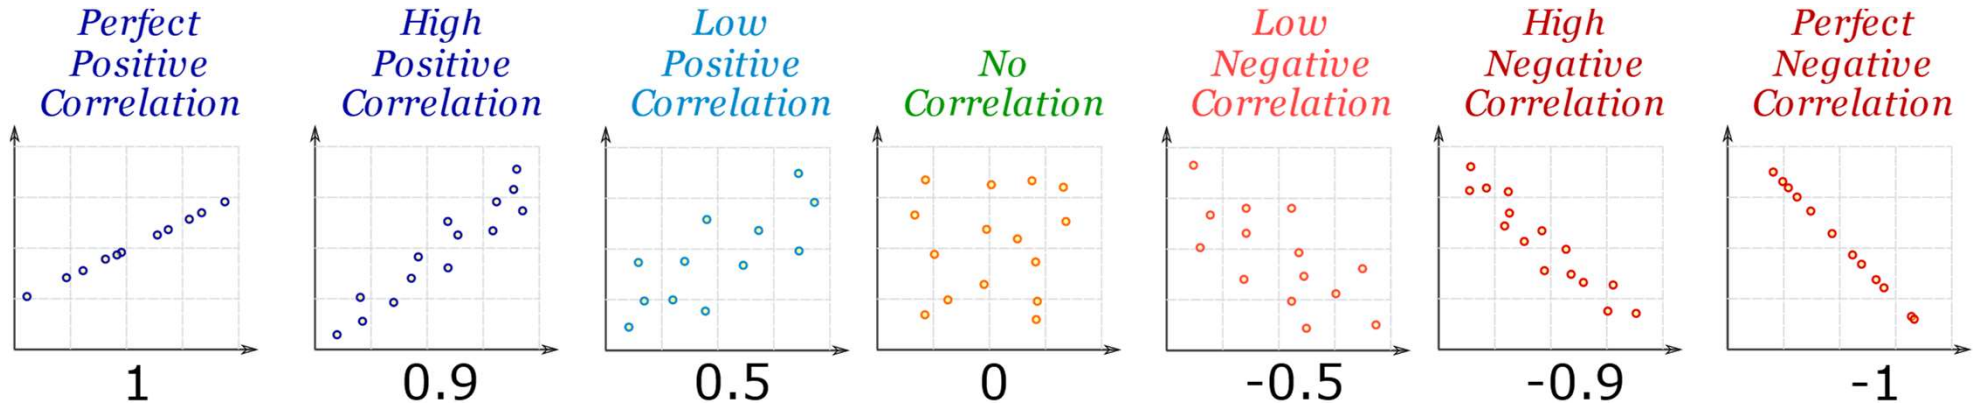 Perfect
Positive
Correlation
High
Positive
Correlation
Low
Positive
Correlation
No
Correlation
Low
Negative
Correlation
High
Negative
Correlation
Perfect
Negative
Correlation
1
0.9
0.5
0
-0.5
-0.9
-1